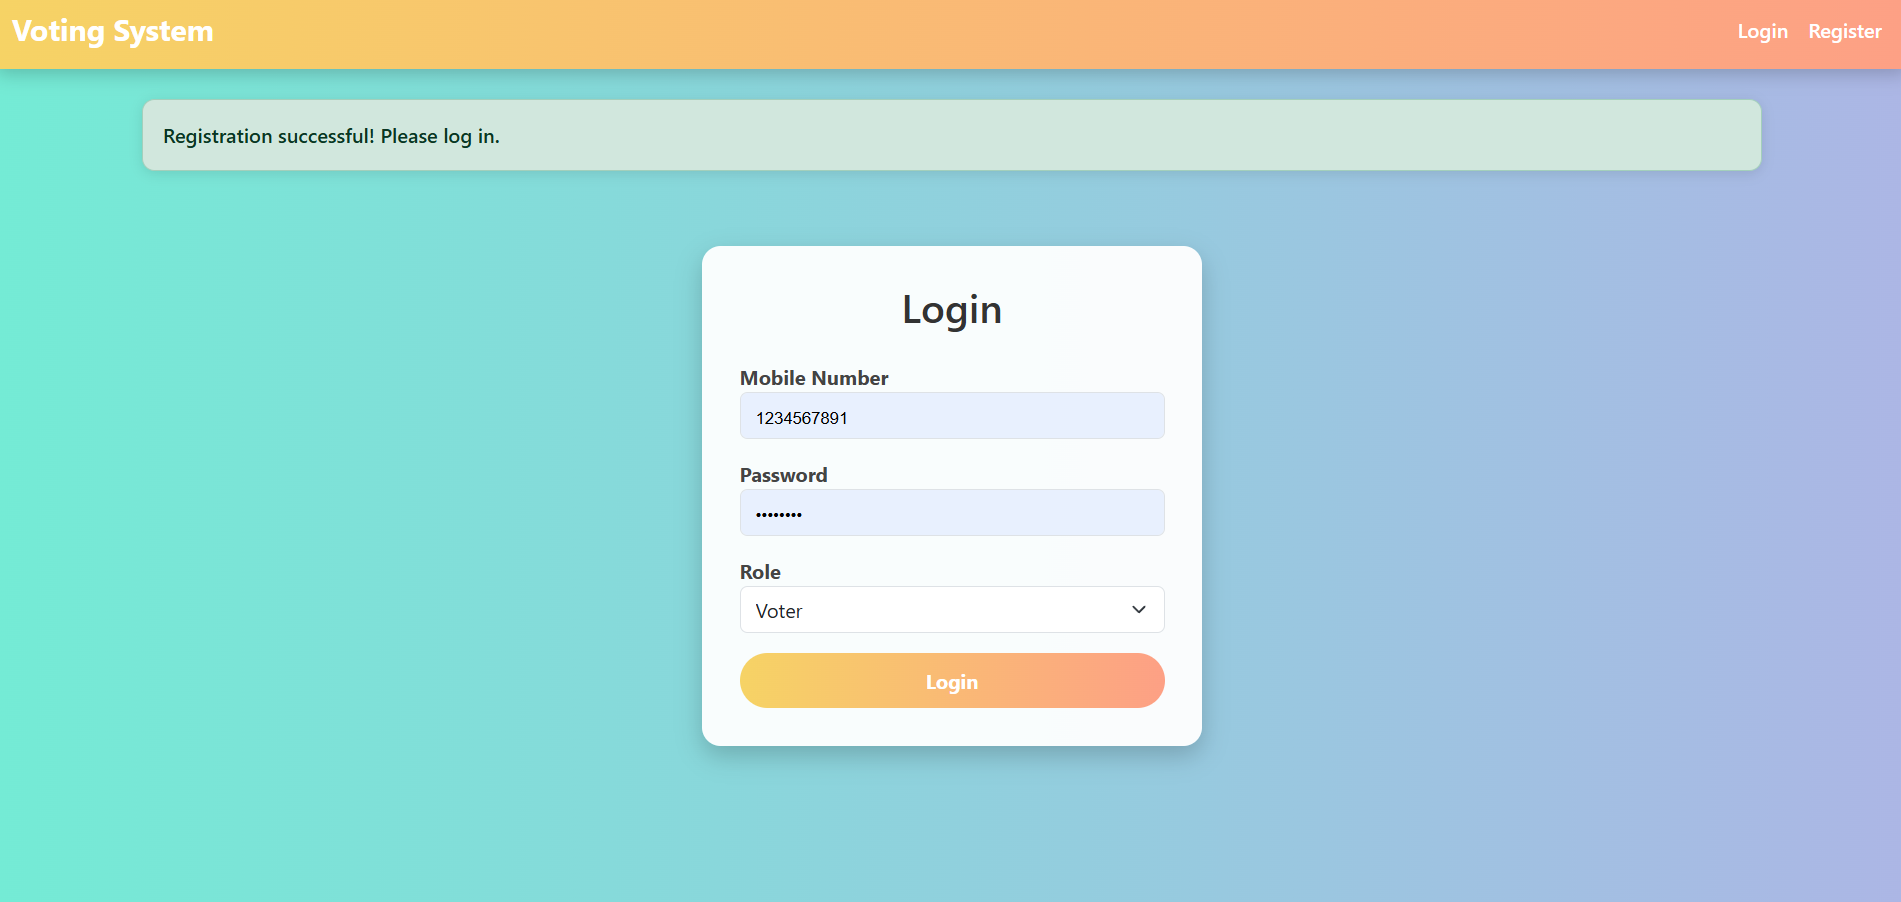 Voting System
Login Register
Registration successful! Please log in.
Login
Mobile Number
1234567891
Password
••••••••
Role
Voter
Login